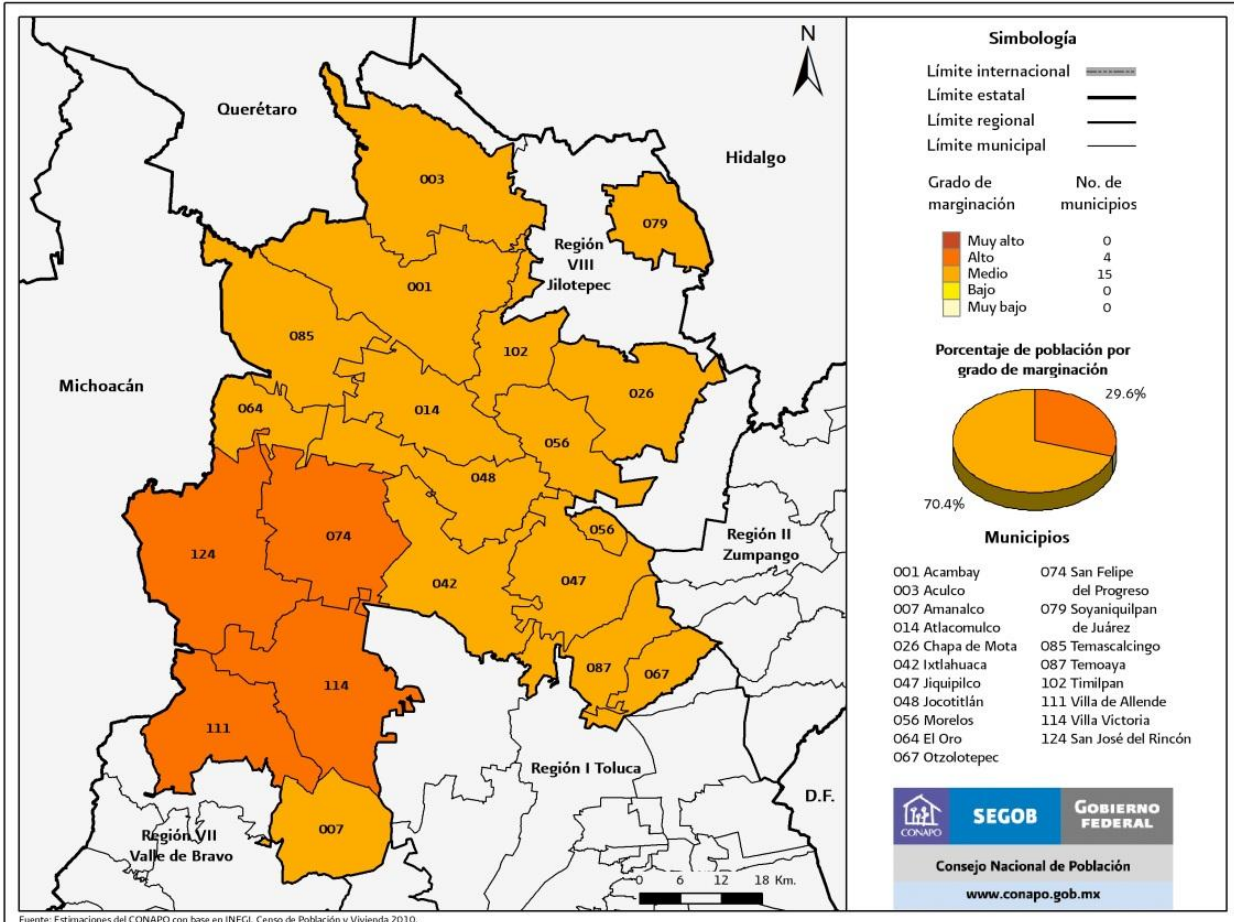 N
Querétaro
Hidalgo
003
079
Región
VIII
Jilotepec
001
085
102
Michoacán
026
064
014
056
048
Región II
Zumpango
056
074
124
042
047
087
067
114
111
Región I Toluca
D.F.
007
Región VII
Valle de Bravo
0 6 12 18 Km.
Fuente: Estimaciones del CONAPO con base en INEGI, Censo de Población y Vivienda 2010.
Simbología
Límite internacional
Límite estatal
Límite regional
Límite municipal
Grado de marginación
No. de municipios
Muy alto 0
Alto 4
Medio 15
Bajo 0
Muy bajo 0
Porcentaje de población por
grado de marginación
29.6%
70.4%
Municipios
001 Acambay
003 Aculco
007 Amanalco
014 Atlacomulco
026 Chapa de Mota
042 Ixtlahuaca
047 Jiquipilco
048 Jocotitlán
056 Morelos
064 El Oro
067 Otzolotepec
074 San Felipe
del Progreso
079 Soyaniquilpan
de Juárez
085 Temascalcingo
087 Temoaya
102 Timilpan
111 Villa de Allende
114 Villa Victoria
124 San José del Rincón
CONAPO
SEGOB
GOBIERNO
FEDERAL
Consejo Nacional de Población
www.conapo.gob.mx